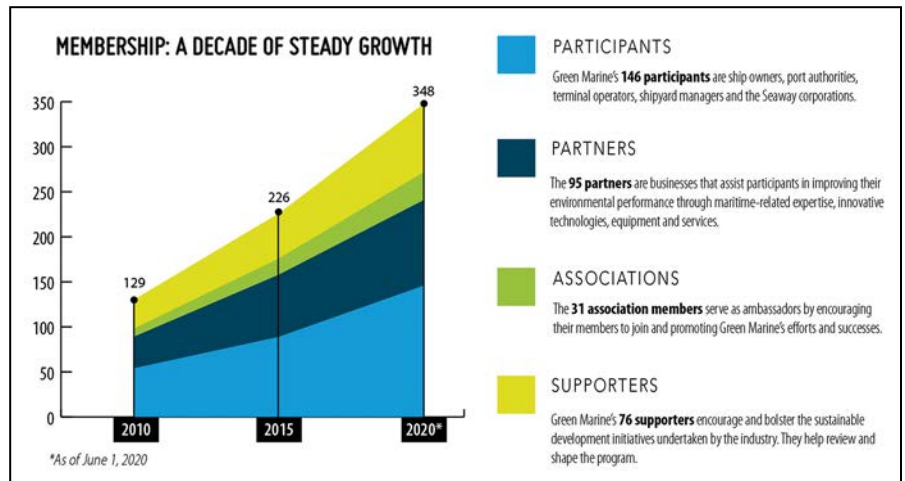 MEMBERSHIP: A DECADE OF STEADY GROWTH
350
300
250
200
150
100
50
0
129
226
348
2010
2015
2020*
*As of June 1, 2020
PARTICIPANTS
Green Marine's 146 participants are ship owners, port authorities,
terminal operators, shipyard managers and the Seaway corporations.
PARTNERS
The 95 partners are businesses that assist participants in improving their
environmental performance through maritime-related expertise, innovative
technologies, equipment and services.
ASSOCIATIONS
The 31 association members serve as ambassadors by encouraging
their members to join and promoting Green Marine's efforts and successes.
SUPPORTERS
Green Marine's 76 supporters encourage and bolster the sustainable
development initiatives undertaken by the industry. They help review and
shape the program.